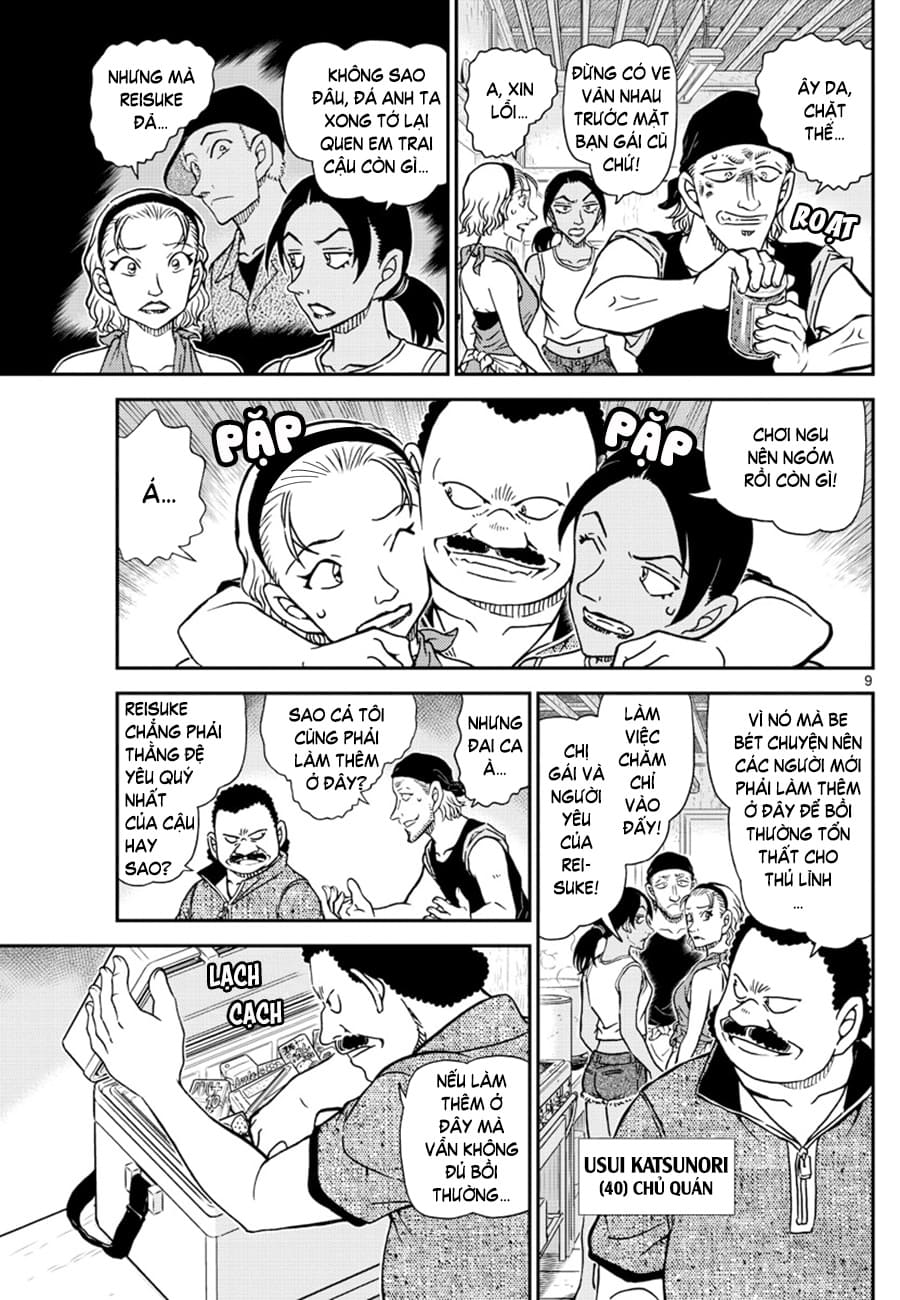 ÂY DA,
CHẶT
THẾ...
ROẠT
ĐỪNG CÓ VE
VÃN NHAU
TRƯỚC
MẶT
BẠN GÁI CŨ
CHỨ!
A, XIN
LỖI...
KHÔNG SAO
ĐÂU, ĐÁ ANH TA
XONG TỚ LẠI
QUEN EM TRAI
CẬU CÒN GÌ...
NHƯNG MÀ
REISUKE
ĐÃ...
CHƠI NGU
NÊN NGÓM
RỒI CÒN GÌ!
PẶP
PẶP
Á...
9
VÌ NÓ MÀ BE
BÉT CHUYỆN NÊN
CÁC NGƯỜI MỚI
PHẢI LÀM THÊM
Ở ĐÂY ĐỂ BỒI
THƯỜNG TỔN
THẤT CHO
THỦ LĨNH
...
LÀM
VIỆC
CHĂM
CHỈ
VÀO
ĐẤY!
CHỊ
GÁI VÀ
NGƯỜI
YÊU
CỦA
REI-
SUKE!
USUI KATSUNORI
(40) CHỦ QUÁN
NHƯNG
ĐẠI CA
À...
SAO CẢ TÔI
CŨNG PHẢI
LÀM THÊM
Ở ĐÂY?
REISUKE
CHẲNG PHẢI
THẰNG ĐỆ
YÊU QUÝ
NHẤT
CỦA CẬU
HAY
SAO?
LẠCH
CẠCH
NẾU LÀM
THÊM Ở
ĐÂY MÀ
VẪN KHÔNG
ĐỦ BỒI
THƯỜNG...